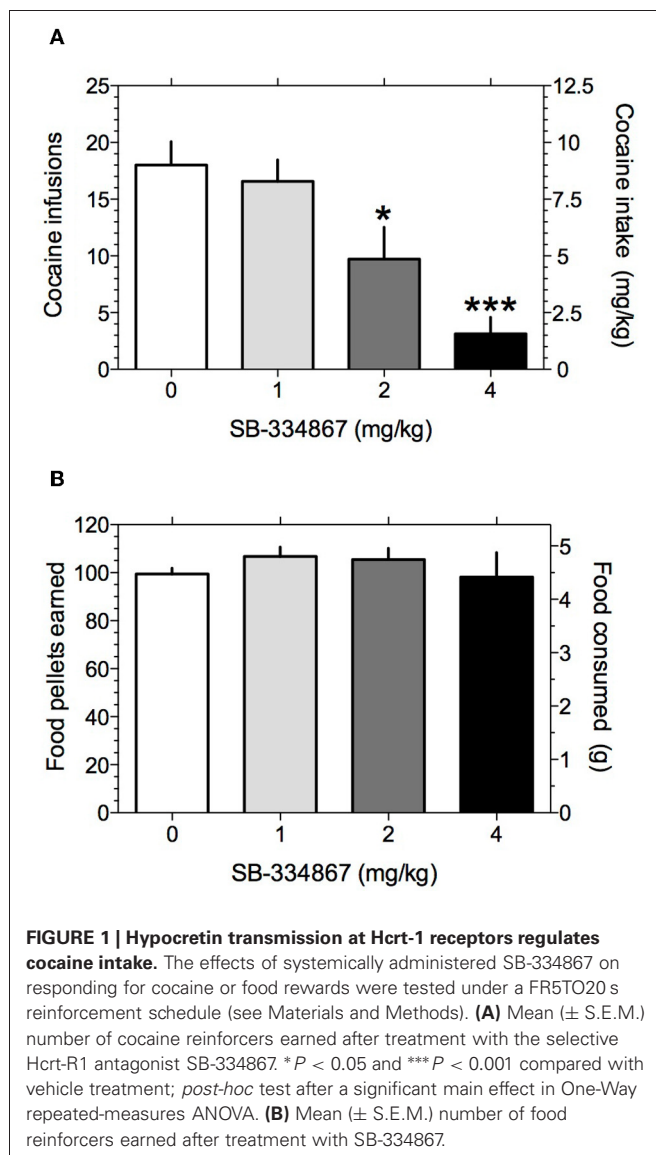 A
25
20
15
10
5
0
Cocaine infusions
12.5
10
7.5
5
2.5
0
Cocaine intake (mg/kg)
*
***
0 1 2 4
SB-334867 (mg/kg)
B
120
100
80
60
40
20
0
Food pellets earned
5
4
3
2
1
0
Food consumed (g)
0 1 2 4
SB-334867 (mg/kg)
FIGURE 1 | Hypocretin transmission at Hcrt-1 receptors regulates
cocaine intake. The effects of systemically administered SB-334867 on
responding for cocaine or food rewards were tested under a FR5TO20 s
reinforcement schedule (see Materials and Methods). (A) Mean (± S.E.M.)
number of cocaine reinforcers earned after treatment with the selective
Hcrt-R1 antagonist SB-334867. *P < 0.05 and ***P < 0.001 compared with
vehicle treatment; post-hoc test after a significant main effect in One-Way
repeated-measures ANOVA. (B) Mean (± S.E.M.) number of food
reinforcers earned after treatment with SB-334867.